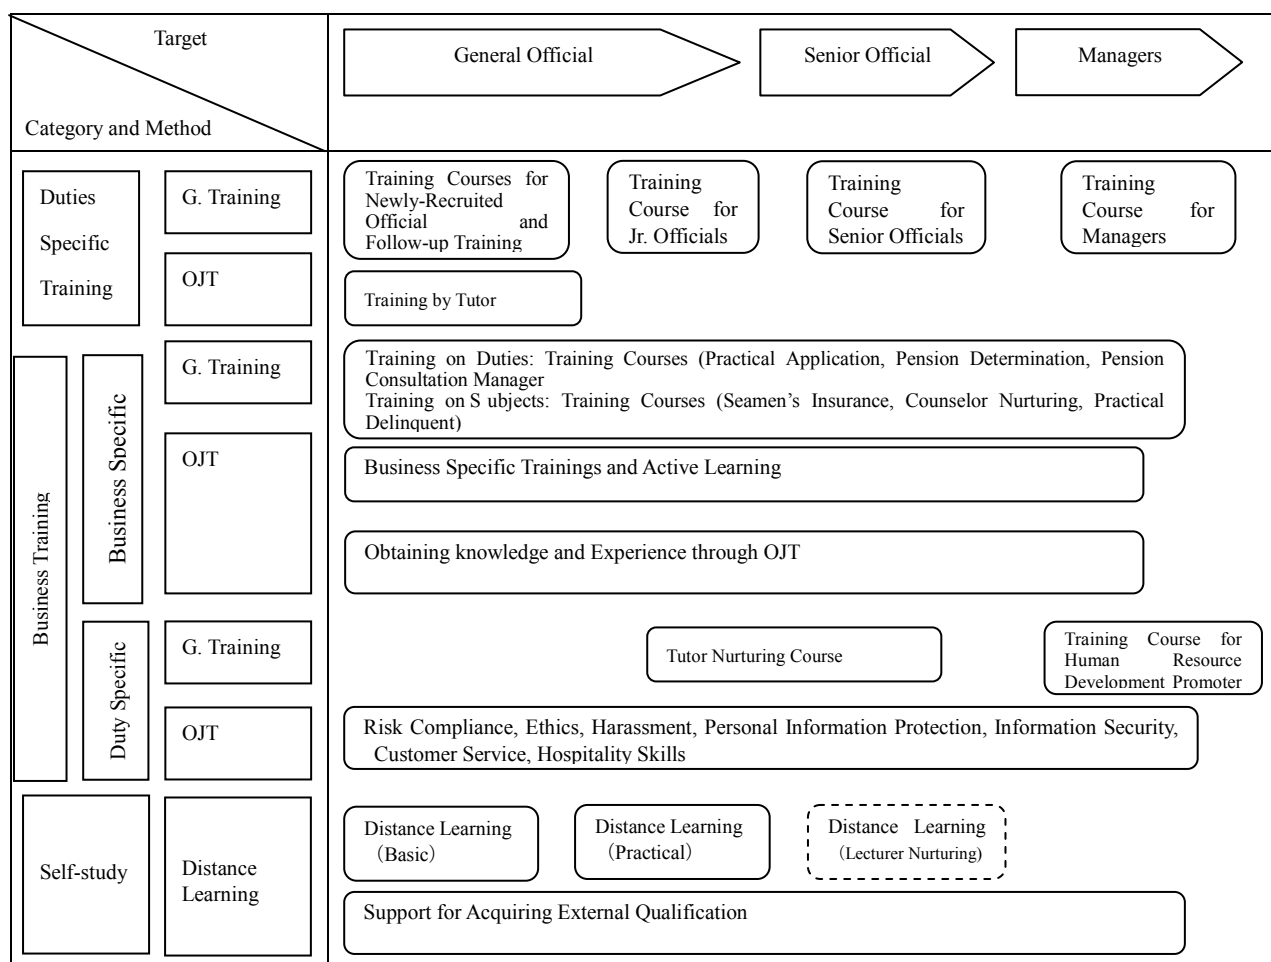 Target
Category and Method
General Official
Senior Official
Managers
Duties
Specific
Training
G. Training
Training Courses for
Newly-Recruited
Official and
Follow-up Training
Training
Course for
Jr. Officials
Training
Course for
Senior Officials
Training
Course for
Managers
OJT
Training by Tutor
Business Training
Business Specific
G. Training
Training on Duties: Training Courses (Practical Application, Pension Determination, Pension
Consultation Manager
Training on S ubjects: Training Courses (Seamen's Insurance, Counselor Nurturing, Practical
Delinquent)
OJT
Business Specific Trainings and Active Learning
Obtaining knowledge and Experience through OJT
Duty Specific
G. Training
Tutor Nurturing Course
Training Course for
Human Resource
Development Promoter
OJT
Risk Compliance, Ethics, Harassment, Personal Information Protection, Information Security,
Customer Service, Hospitality Skills
Self-study
Distance
Learning
Distance Learning
（Basic）
Distance Learning
（Practical）
Distance Learning
（Lecturer Nurturing)
Support for Acquiring External Qualification